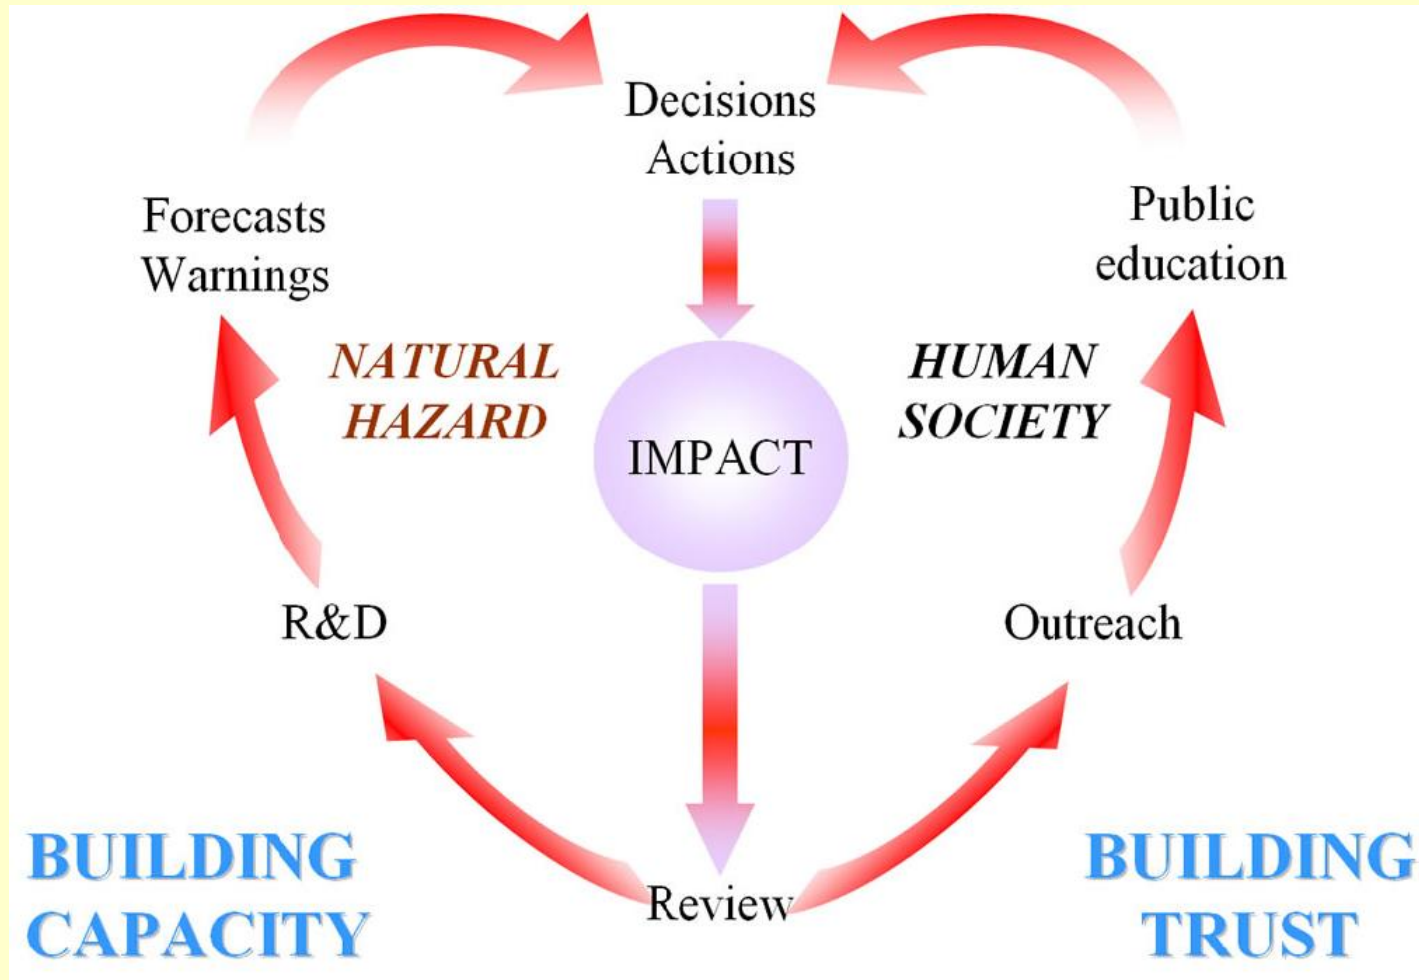 Decisions
Actions
Forecasts
Warnings
Public
education
NATURAL
HAZARD
HUMAN
SOCIETY
IMPACT
R&D
Outreach
BUILDING
CAPACITY
Review
BUILDING
TRUST